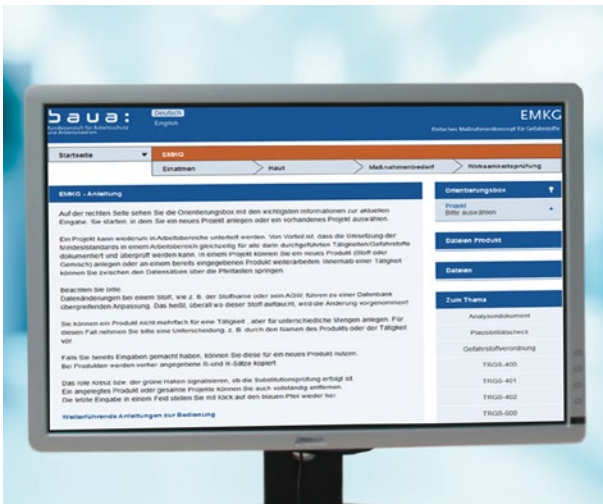 baua:
Bundesanstalt für Arbeitsschutz
und Arbeitsmedizin
Deutsch
English
EMKG
Einfaches Maßnahmenkonzept für Gefahrstoffe
Startseite
EMKG
Einatmen
Haut
Maßnahmenbedarf
Wirksamkeitsprüfung
EMKG - Anleitung
Auf der rechten Seite sehen Sie die Orientierungsbox mit den wichtigsten Informationen zur aktuellen
Eingabe. Sie starten, in dem Sie ein neues Projekt anlegen oder ein vorhandenes Projekt auswählen.
Ein Projekt kann wiederum in Arbeitsbereiche unterteilt werden. Von Vorteil ist, dass die Umsetzung der
Mindeststandards in einem Arbeitsbereich gleichzeitig für alle darin durchgeführten Tätigkeiten/Gefahrstoffe
dokumentiert und überprüft werden kann. In einem Projekt können Sie ein neues Produkt (Stoff oder
Gemisch) anlegen oder an einem bereits eingegebenen Produkt weiterarbeiten. Innerhalb einer Tätigkeit
können Sie zwischen den Datensätzen über die Pfeiltasten springen.
Beachten Sie bitte:
Datenänderungen bei einem Stoff, wie z. B. der Stoffname oder sein AGW, führen zu einer Datenbank
übergreifenden Anpassung. Das heißt, überall wo dieser Stoff auftaucht, wird die Änderung vorgenommen!
Sie können ein Produkt nicht mehrfach für eine Tätigkeit, aber für unterschiedliche Mengen anlegen. Für
diesen Fall nehmen Sie bitte eine Unterscheidung, z. B. durch den Namen des Produkts oder der Tätigkeit
vor.
Falls Sie bereits Eingaben gemacht haben, können Sie diese für ein neues Produkt nutzen.
Bei Produkten werden vorher angegebene R-und H-Sätze kopiert.
Das rote Kreuz bzw. der grüne Haken signalisieren, ob die Substitutionsprüfung erfolgt ist.
Ein angelegtes Produkt oder gesamte Projekte können Sie auch vollständig entfernen.
Die letzte Eingabe in einem Feld stellen Sie mit Klick auf den blauen Pfeil wieder her.
Weiterführende Anleitungen zur Bedienung
Orientierungsbox
Projekt
Bitte auswählen
Dateien Produkt
Dateien
Zum Thema
Analysendokument
Plausibilitätscheck
Gefahrstoffverordnung
TRGS-400
TRGS-401
TRGS-402
TRGS-600